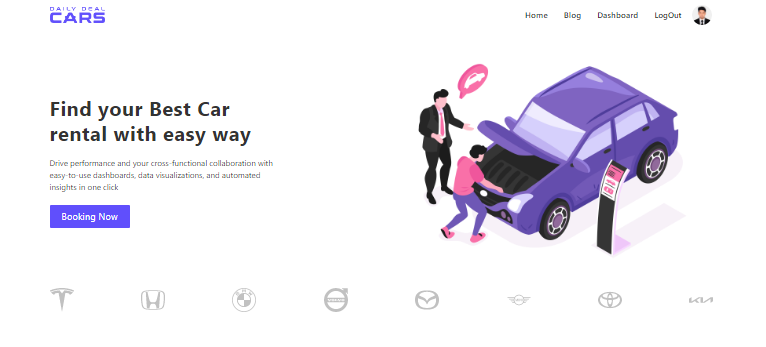 DAILY DEAL
CARS
Home Blog Dashboard LogOut
Find your Best Car
rental with easy way
Drive performance and your cross-functional collaboration with
easy-to-use dashboards, data visualizations, and automated
insights in one click
Booking Now